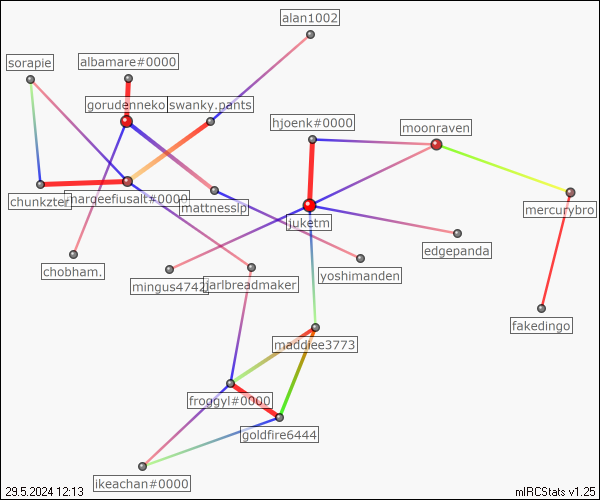 alan1002
sorapie
albamare#0000
gorudenneko
swanky.pants
hjoenk#0000
moonraven
chunkzter
margeefiusalt#0000
mattnesslp
mercurybro
juketm
edgepanda
chobham.
mingus4742
jarlbreadmaker
yoshimanden
fakedingo
maddiee3773
froggyl#0000
goldfire6444
ikeachan#0000
29.5.2024 12:13
mIRCStats v1.25